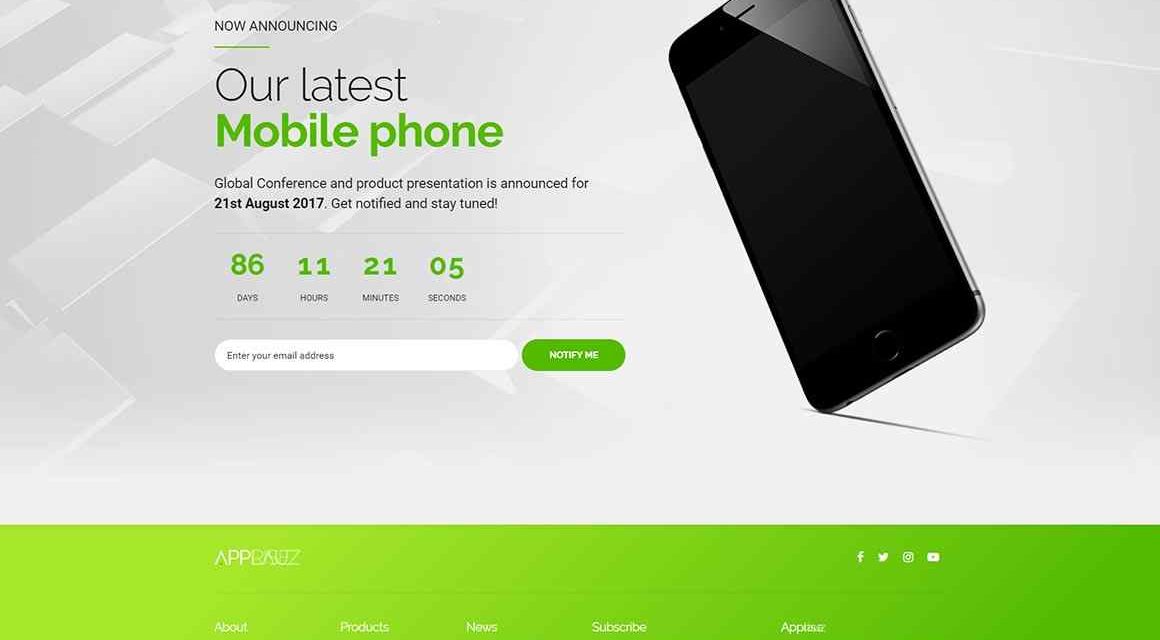 NOW ANNOUNCING
Our latest
Mobile phone
Global Conference and product presentation is announced for
21st August 2017. Get notified and stay tuned!
86 11 21 05
DAYS HOURS MINUTES SECONDS
Enter your email address NOTIFY ME
About Products News Subscribe